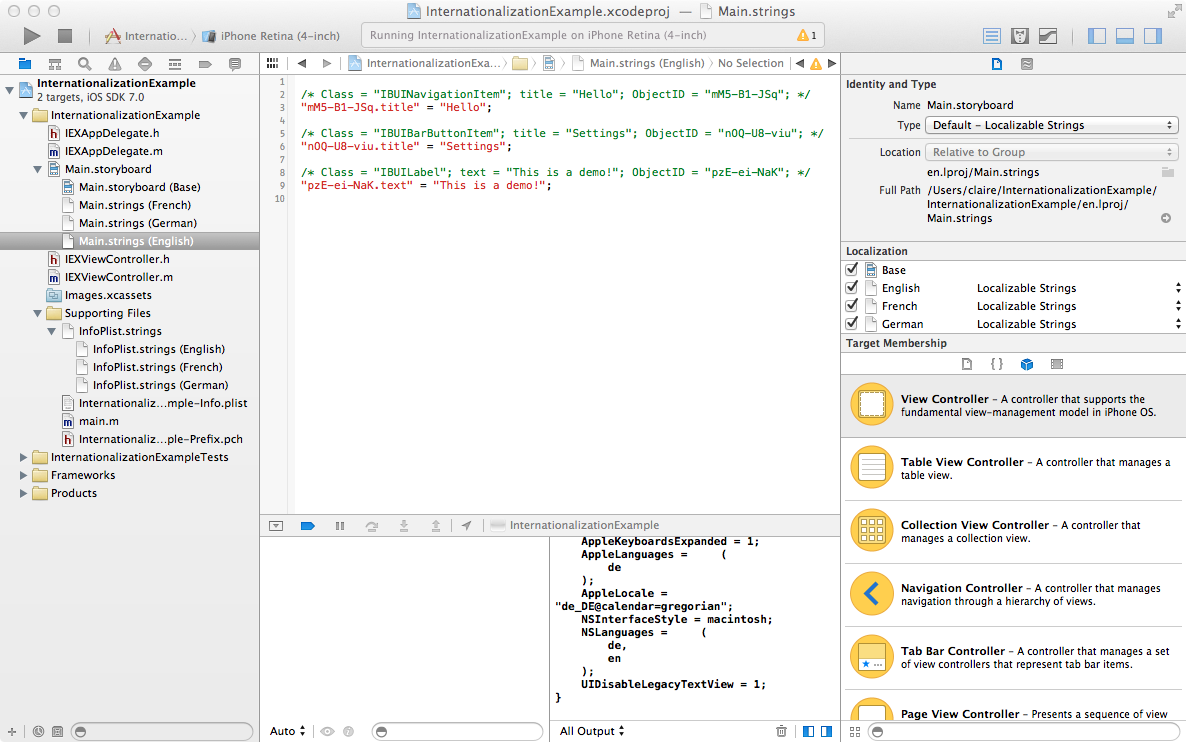 InternationalizationExample.xcodeproj — Main.strings
Internatio... iPhone Retina (4-inch)
Running InternationalizationExample on iPhone Retina (4-inch)
1
InternationalizationExample
2 targets, iOS SDK 7.0
InternationalizationExample
IEXAppDelegate.h
IEXAppDelegate.m
Main.storyboard
Main.storyboard (Base)
Main.strings (French)
Main.strings (German)
Main.strings (English)
IEXViewController.h
IEXViewController.m
Images.xcassets
Supporting Files
InfoPlist.strings
InfoPlist.strings (English)
InfoPlist.strings (French)
InfoPlist.strings (German)
Internationaliz...mple-Info.plist
main.m
Internationaliz...ple-Prefix.pch
InternationalizationExampleTests
Frameworks
Products
InternationalizationExa... Main.strings (English) No Selection
1
2 /* Class = "IBUINavigationItem"; title = "Hello"; ObjectID = "mM5-B1-JSq"; */
3 "mM5-B1-JSq.title" = "Hello";
4
5 /* Class = "IBUIBarButtonItem"; title = "Settings"; ObjectID = "nOQ-U8-viu"; */
6 "nOQ-U8-viu.title" = "Settings";
7
8 /* Class = "IBUILabel"; text = "This is a demo!"; ObjectID = "pzE-ei-NaK"; */
9 "pzE-ei-NaK.text" = "This is a demo!";
10
InternationalizationExample
AppleKeyboardsExpanded = 1;
AppleLanguages = (
de
);
AppleLocale =
"de_DE@calendar=gregorian";
NSInterfaceStyle = macintosh;
NSLanguages = (
de,
en
);
UIDisableLegacyTextView = 1;
}
Auto
All Output
Identity and Type
Name Main.storyboard
Type Default – Localizable Strings
Location Relative to Group
en.lproj/Main.strings
Full Path /Users/claire/InternationalizationExample/
InternationalizationExample/en.lproj/
Main.strings
Localization
Base
English Localizable Strings
French Localizable Strings
German Localizable Strings
Target Membership
{ }
View Controller – A controller that supports the
fundamental view-management model in iPhone OS.
Table View Controller – A controller that manages a
table view.
Collection View Controller – A controller that
manages a collection view.
Navigation Controller – A controller that manages
navigation through a hierarchy of views.
Tab Bar Controller – A controller that manages a set
of view controllers that represent tab bar items.
Page View Controller – Presents a sequence of view